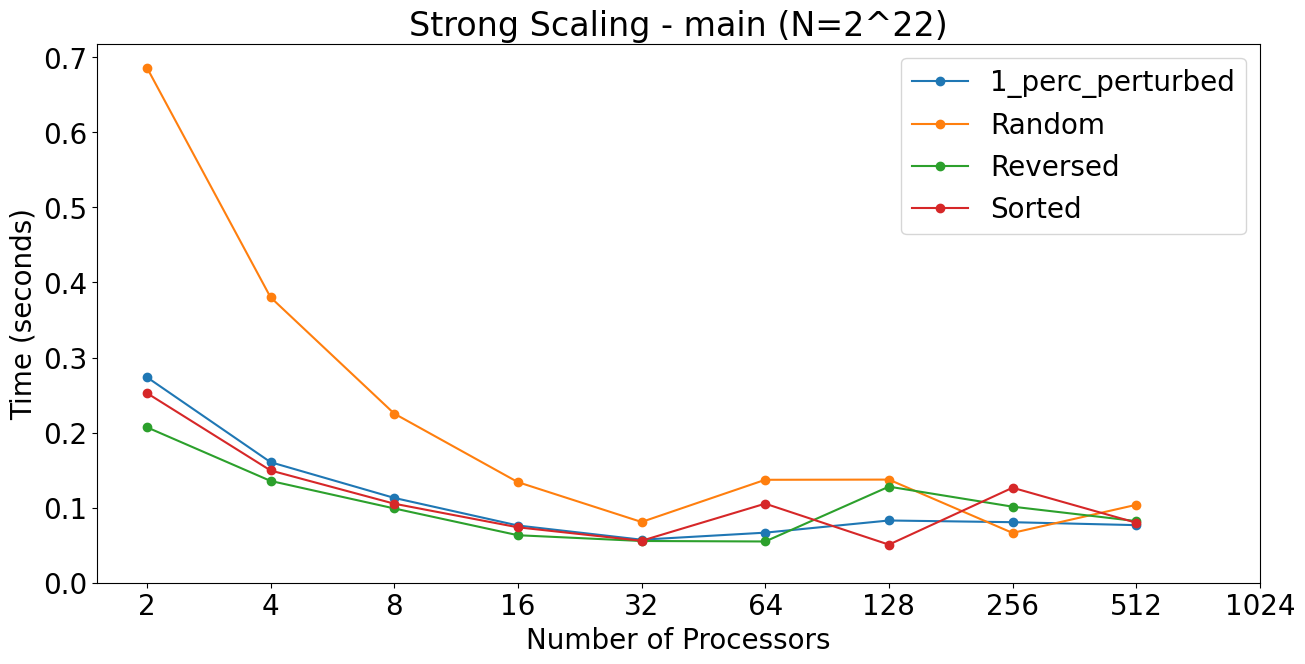 Strong Scaling - main (N=2^22)
0.7
0.6
0.5
0.4
0.3
0.2
0.1
0.0
Time (seconds)
1_perc_perturbed
Random
Reversed
Sorted
2 4 8 16 32 64 128 256 512 1024
Number of Processors